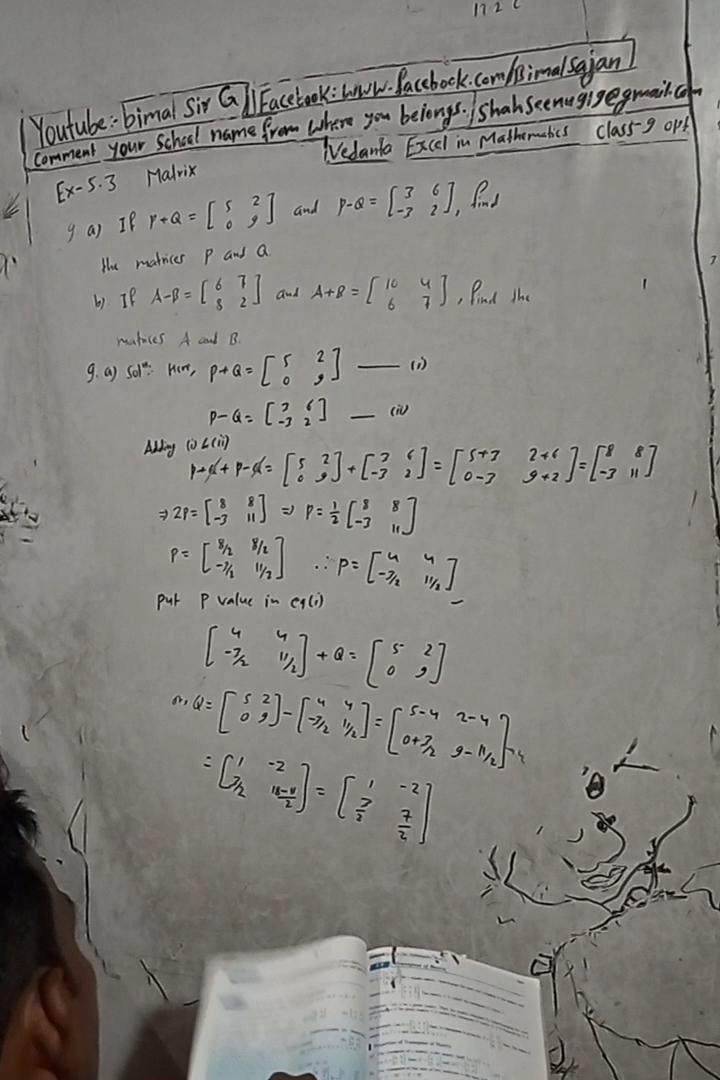 Youtube:- bimal Sir G Facebook: www.facebook.com/Bimalsajan
Comment your School name from where you belongs. Shahseenu919@gmail.com
Vedanta Excel in Mathematics Class-9 opt
Ex-5.3 Matrix
9 a) If P+Q = [5 2; 0 9] and P-Q = [3 6; -3 2], find
the matrices P and Q.
b) If A-B = [6 7; 8 2] and A+B = [10 4; 6 7], find the
matrices A and B.
9. a) Solⁿ: Here, P+Q = [5 2; 0 9] —— (i)
P-Q = [3 6; -3 2] — (ii)
Adding (i) & (ii)
P+Q+P-Q = [5 2; 0 9] + [3 6; -3 2] = [5+3 2+6; 0-3 9+2] = [8 8; -3 11]
⇒ 2P = [8 8; -3 11] ⇒ P = 1/2 [8 8; -3 11]
P = [8/2 8/2; -3/2 11/2] ∴ P = [4 4; -3/2 11/2]
Put P value in eq(i)
[4 4; -3/2 11/2] + Q = [5 2; 0 9]
or, Q = [5 2; 0 9] - [4 4; -3/2 11/2] = [5-4 2-4; 0+3/2 9-11/2]
= [1 -2; 3/2 18-11/2] = [1 -2; 3/2 7/2]